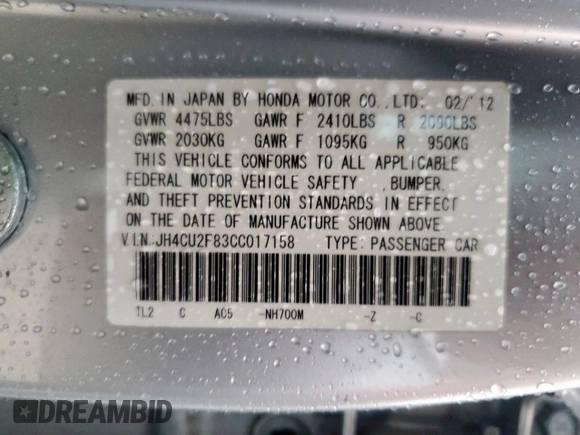 MFD. IN JAPAN BY HONDA MOTOR CO., LTD. 02/'12
GVWR 4475LBS GAWR F 2410LBS R 2090LBS
GVWR 2030KG GAWR F 1095KG R 950KG
THIS VEHICLE CONFORMS TO ALL APPLICABLE
FEDERAL MOTOR VEHICLE SAFETY , BUMPER,
AND THEFT PREVENTION STANDARDS IN EFFECT
ON THE DATE OF MANUFACTURE SHOWN ABOVE
V.I.N.:JH4CU2F83CC017158 TYPE: PASSENGER CAR
TL2 C AC5 -NH700M -Z -C
DREAMBID